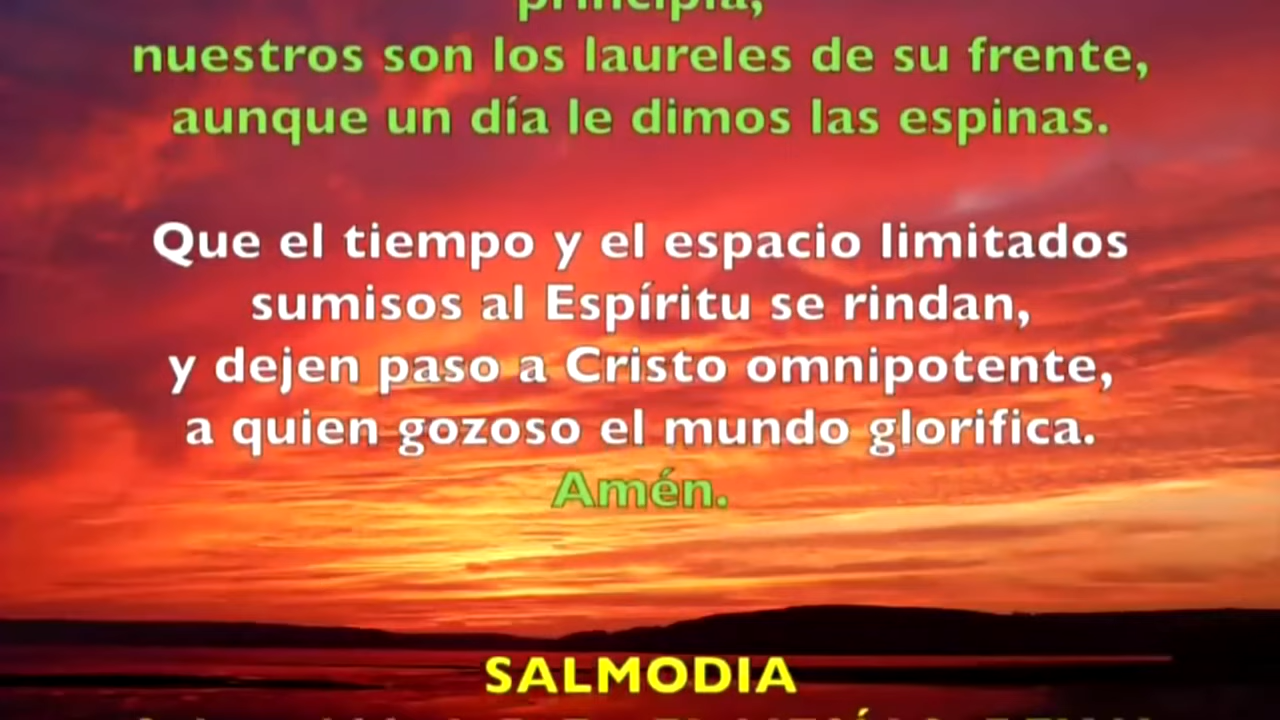 principia,
nuestros son los laureles de su frente,
aunque un día le dimos las espinas.
Que el tiempo y el espacio limitados
sumisos al Espíritu se rindan,
y dejen paso a Cristo omnipotente,
a quien gozoso el mundo glorifica.
Amén.
SALMODIA